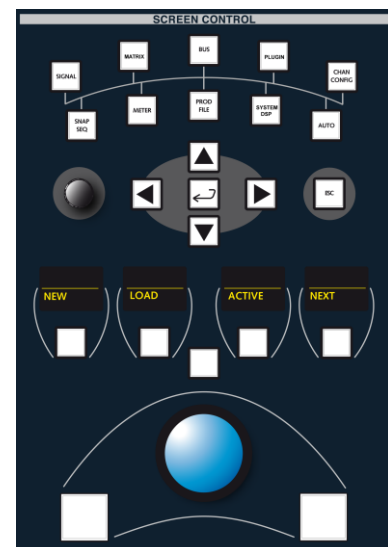 SCREEN CONTROL
BUS
MATRIX
PLUGIN
SIGNAL
CHAN
CONFIG
SNAP
SEQ
METER
PROD
FILE
SYSTEM
DSP
AUTO
ESC
NEW
LOAD
ACTIVE
NEXT